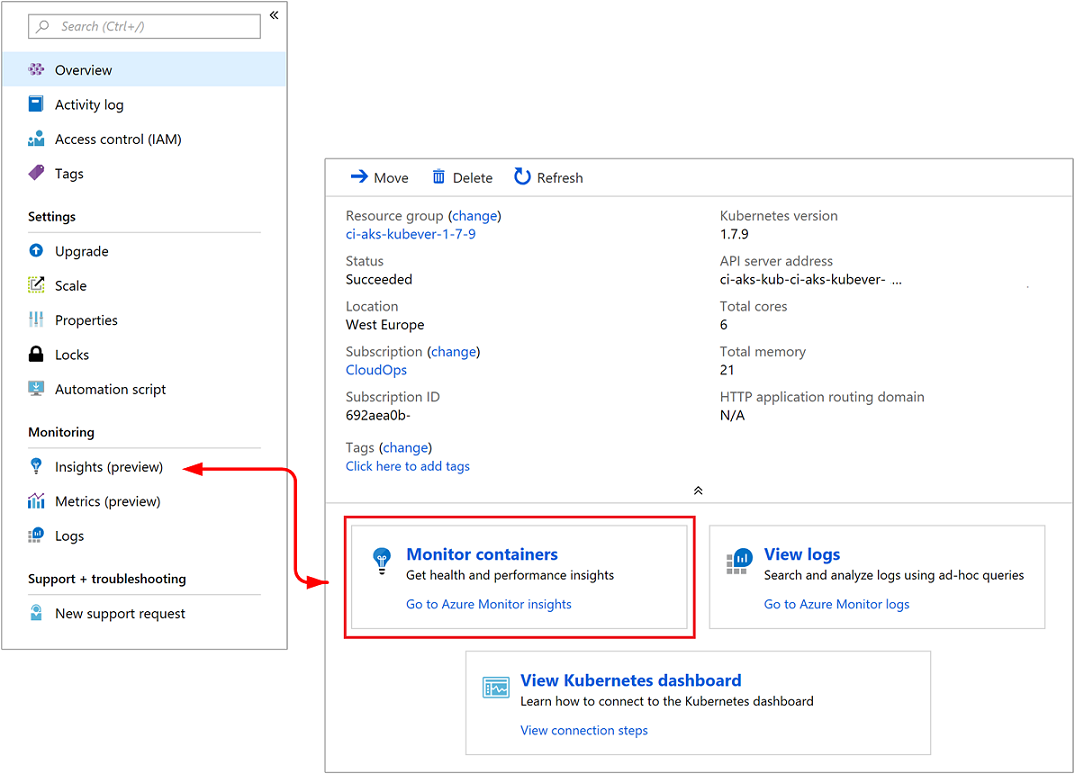 «
Search (Ctrl+/)
Overview
Activity log
Access control (IAM)
Tags
Settings
Upgrade
Scale
Properties
Locks
Automation script
Monitoring
Insights (preview)
Metrics (preview)
Logs
Support + troubleshooting
New support request
Move Delete Refresh
Resource group (change)
ci-aks-kubever-1-7-9
Status
Succeeded
Location
West Europe
Subscription (change)
CloudOps
Subscription ID
692aea0b-
Tags (change)
Click here to add tags
Kubernetes version
1.7.9
API server address
ci-aks-kub-ci-aks-kubever- ...
Total cores
6
Total memory
21
HTTP application routing domain
N/A
Monitor containers
Get health and performance insights
Go to Azure Monitor insights
View logs
Search and analyze logs using ad-hoc queries
Go to Azure Monitor logs
View Kubernetes dashboard
Learn how to connect to the Kubernetes dashboard
View connection steps